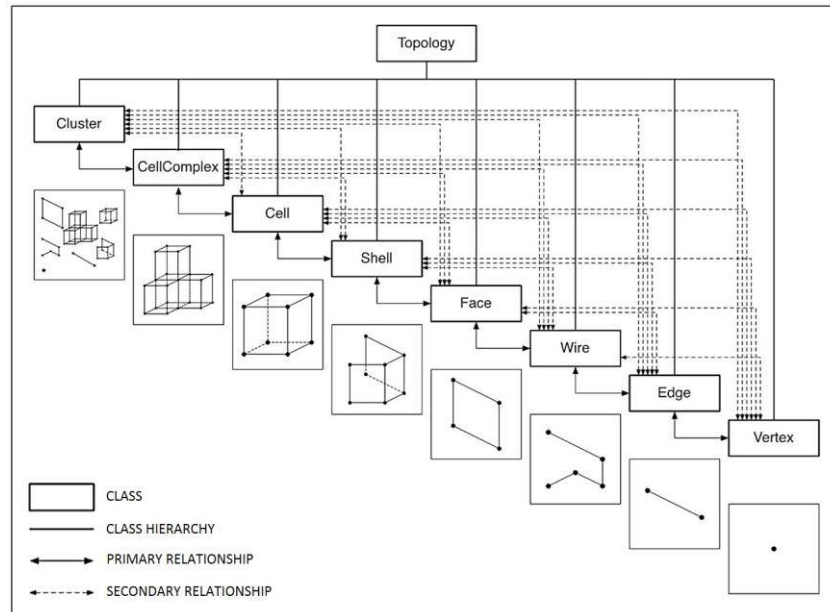 Topology
Cluster
CellComplex
Cell
Shell
Face
Wire
Edge
Vertex
CLASS
CLASS HIERARCHY
PRIMARY RELATIONSHIP
SECONDARY RELATIONSHIP